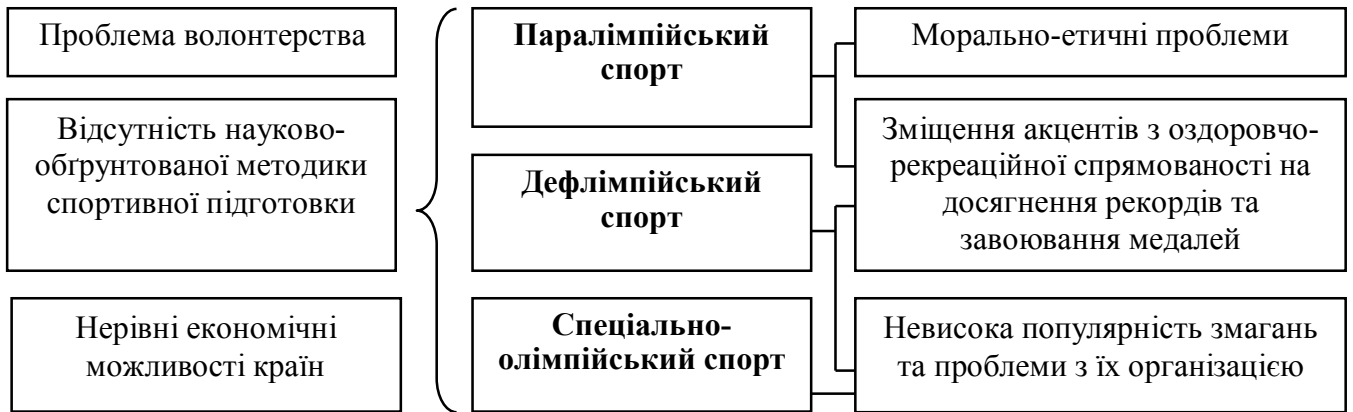 Проблема волонтерства
Відсутність науково-
обґрунтованої методики
спортивної підготовки
Нерівні економічні
можливості країн
Паралімпійський
спорт
Дефлімпійський
спорт
Спеціально-
олімпійський спорт
Морально-етичні проблеми
Зміщення акцентів з оздоровчо-
рекреаційної спрямованості на
досягнення рекордів та
завоювання медалей
Невисока популярність змагань
та проблеми з їх організацією